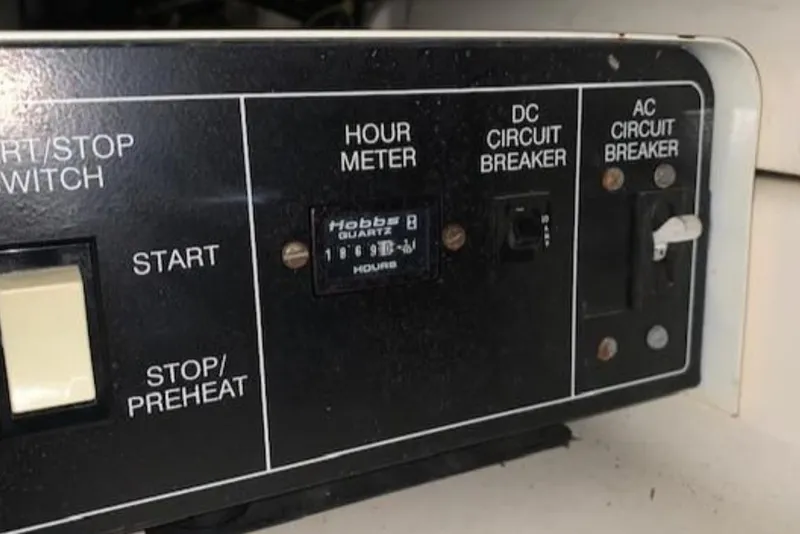 RT/STOP
WITCH
START
STOP/
PREHEAT
HOUR
METER
Hobbs
QUARTZ
HOURS
DC
CIRCUIT
BREAKER
AC
CIRCUIT
BREAKER